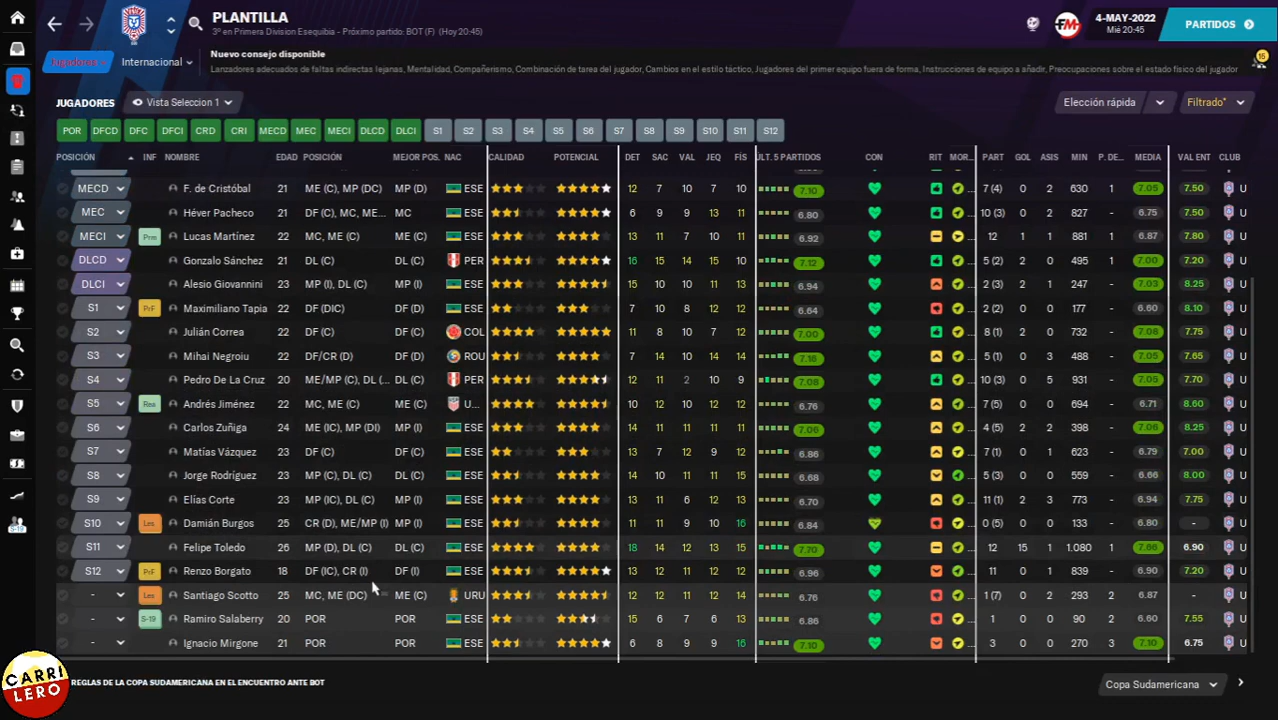 PLANTILLA
3º en Primera Division Esequibia - Próximo partido: BOT (F) (Hoy 20:45)
4-MAY-2022
Mié 20:45
PARTIDOS
FM
Jugadores
Internacional
Nuevo consejo disponible
Lanzadores adecuados de faltas indirectas lejanas, Mentalidad, Compañerismo, Combinación de tarea del jugador, Cambios en el estilo táctico, Jugadores del primer equipo fuera de forma, Instrucciones de equipo a añadir, Preocupaciones sobre el estado físico del jugador
15
JUGADORES Vista Seleccion 1 Elección rápida Filtrado*
POR DFCD DFC DFCI CRD CRI MECD MEC MECI DLCD DLCI S1 S2 S3 S4 S5 S6 S7 S8 S9 S10 S11 S12
POSICIÓN INF NOMBRE EDAD POSICIÓN MEJOR POS. NAC CALIDAD POTENCIAL DET SAC VAL JEQ FÍS ÚLT. 5 PARTIDOS CON RIT MOR... PART GOL ASIS MIN P. DE... MEDIA VAL ENT CLUB
MECD F. de Cristóbal 21 ME (C), MP (DC) MP (D) ESE 12 7 10 7 10 7.10 7 (4) 0 2 630 1 7.05 7.50 U
MEC Héver Pacheco 21 DF (C), MC, ME... MC ESE 6 9 9 13 11 6.80 10 (3) 0 2 827 - 6.75 7.50 U
MECI Prm Lucas Martínez 22 MC, ME (C) ME (C) ESE 13 11 7 10 11 6.92 12 1 1 881 1 6.87 7.80 U
DLCD Gonzalo Sánchez 21 DL (C) DL (C) PER 16 15 14 15 10 7.12 5 (2) 0 2 495 1 7.00 7.20 U
DLCI Alesio Giovannini 23 MP (I), DL (C) DL (C) ESE 15 10 10 11 13 6.94 2 (3) 2 1 247 - 7.03 8.25 U
S1 PrF Maximiliano Tapia 22 DF (DIC) DF (C) ESE 7 10 8 12 12 6.64 2 (2) 0 0 177 - 6.60 8.10 U
S2 Julián Correa 22 DF (C) DF (C) COL 11 8 10 7 12 7.00 8 (1) 2 0 732 - 7.08 7.75 U
S3 Mihai Negroiu 22 DF/CR (D) DF (D) ROU 7 14 10 14 14 7.18 5 (1) 0 3 488 - 7.05 7.65 U
S4 Pedro De La Cruz 20 ME/MP (C), DL (... DL (C) PER 12 11 2 10 9 7.08 10 (3) 0 5 931 - 7.05 7.70 U
S5 Rea Andrés Jiménez 22 MC, ME (C) ME (C) U... 10 12 10 12 12 6.76 7 (5) 0 0 694 - 6.71 8.60 U
S6 Carlos Zuñiga 24 ME (IC), MP (DI) MP (I) ESE 14 11 11 12 11 7.06 4 (5) 2 2 398 - 7.06 8.25 U
S7 Matías Vázquez 23 DF (C) DF (C) ESE 13 7 12 9 12 6.86 7 (1) 0 1 623 - 6.79 7.00 U
S8 Jorge Rodríguez 23 MP (C), DL (C) DL (C) ESE 13 13 11 11 15 6.68 5 (3) 0 0 559 - 6.66 8.00 U
S9 Elías Corte 23 MP (IC), DL (C) MP (I) ESE 13 11 6 12 13 6.70 11 (1) 2 3 773 - 6.94 7.75 U
S10 Les Damián Burgos 25 CR (D), ME/MP (I) MP (I) ESE 11 11 9 12 16 6.84 0 (5) 0 0 133 - 6.80 - U
S11 Felipe Toledo 26 MP (D), DL (C) DL (C) ESE 18 14 12 13 15 7.70 12 15 1 1.080 1 7.66 6.90 U
S12 PrF Renzo Borgato 18 DF (IC), CR (I) DF (I) ESE 13 12 11 12 12 6.96 11 0 1 839 - 6.90 7.20 U
- Les Santiago Scotto 25 MC, ME (DC) ME (C) URU 12 12 12 11 14 6.76 1 (7) 0 2 293 - 6.87 - U
- S-19 Ramiro Salaberry 20 POR POR ESE 15 6 7 6 13 6.86 1 0 0 90 2 6.60 7.55 U
- Ignacio Mirgone 21 POR POR ESE 6 8 9 9 16 7.10 3 0 0 270 3 7.10 6.75 U
REGLAS DE LA COPA SUDAMERICANA EN EL ENCUENTRO ANTE BOT
Copa Sudamericana
CARRI
LERO